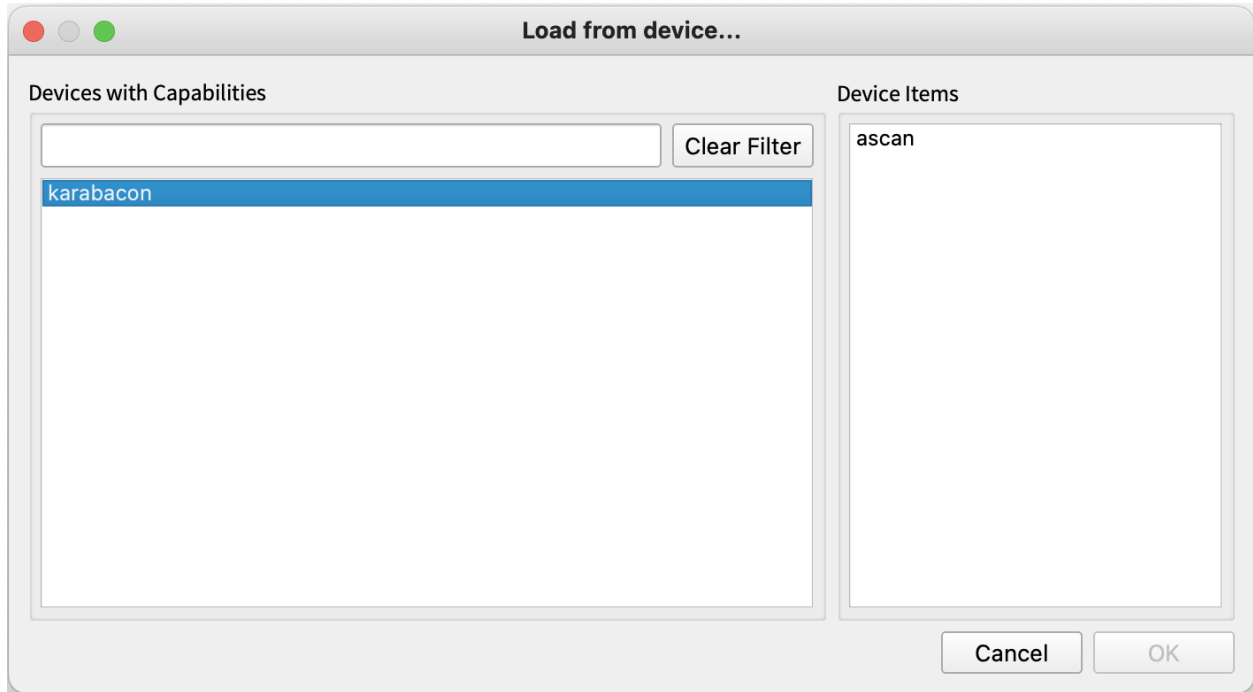 Load from device...
Devices with Capabilities
Clear Filter
karabacon
Device Items
ascan
Cancel
OK